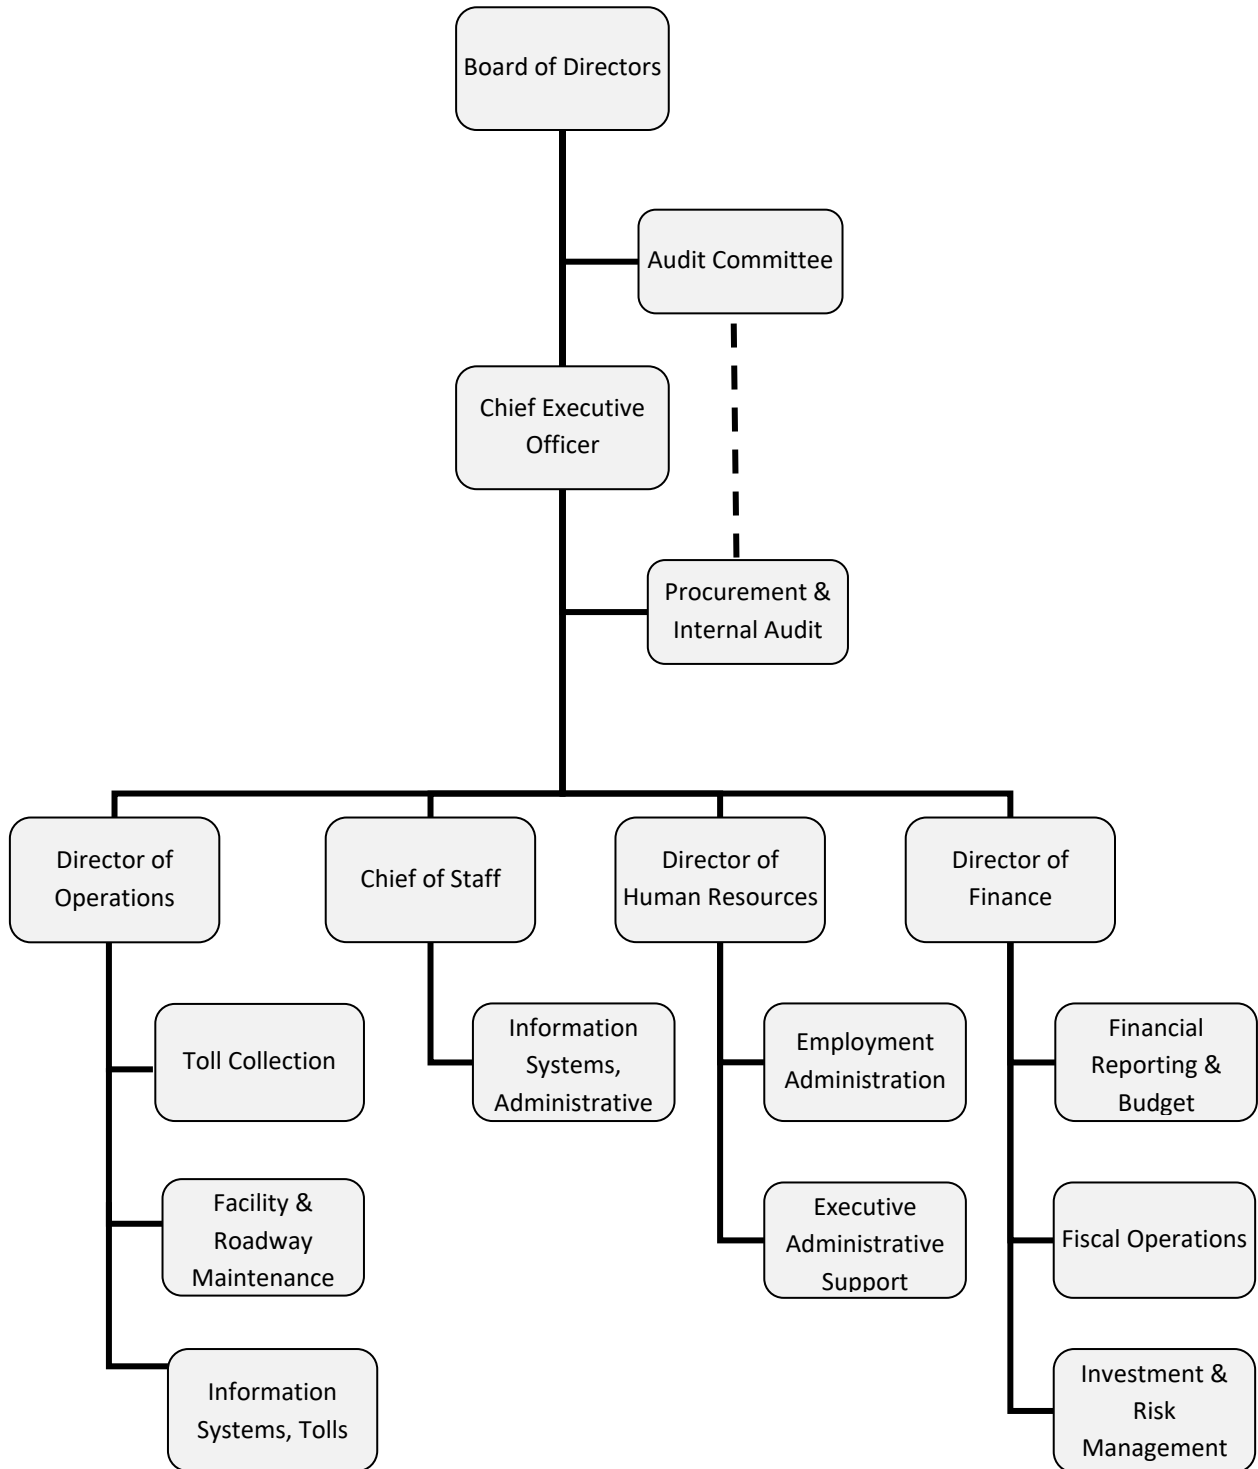 Board of Directors
Audit Committee
Chief Executive
Officer
Procurement &
Internal Audit
Director of
Operations
Chief of Staff
Director of
Human Resources
Director of
Finance
Toll Collection
Information
Systems,
Administrative
Employment
Administration
Financial
Reporting &
Budget
Facility &
Roadway
Maintenance
Executive
Administrative
Support
Fiscal Operations
Information
Systems, Tolls
Investment &
Risk
Management